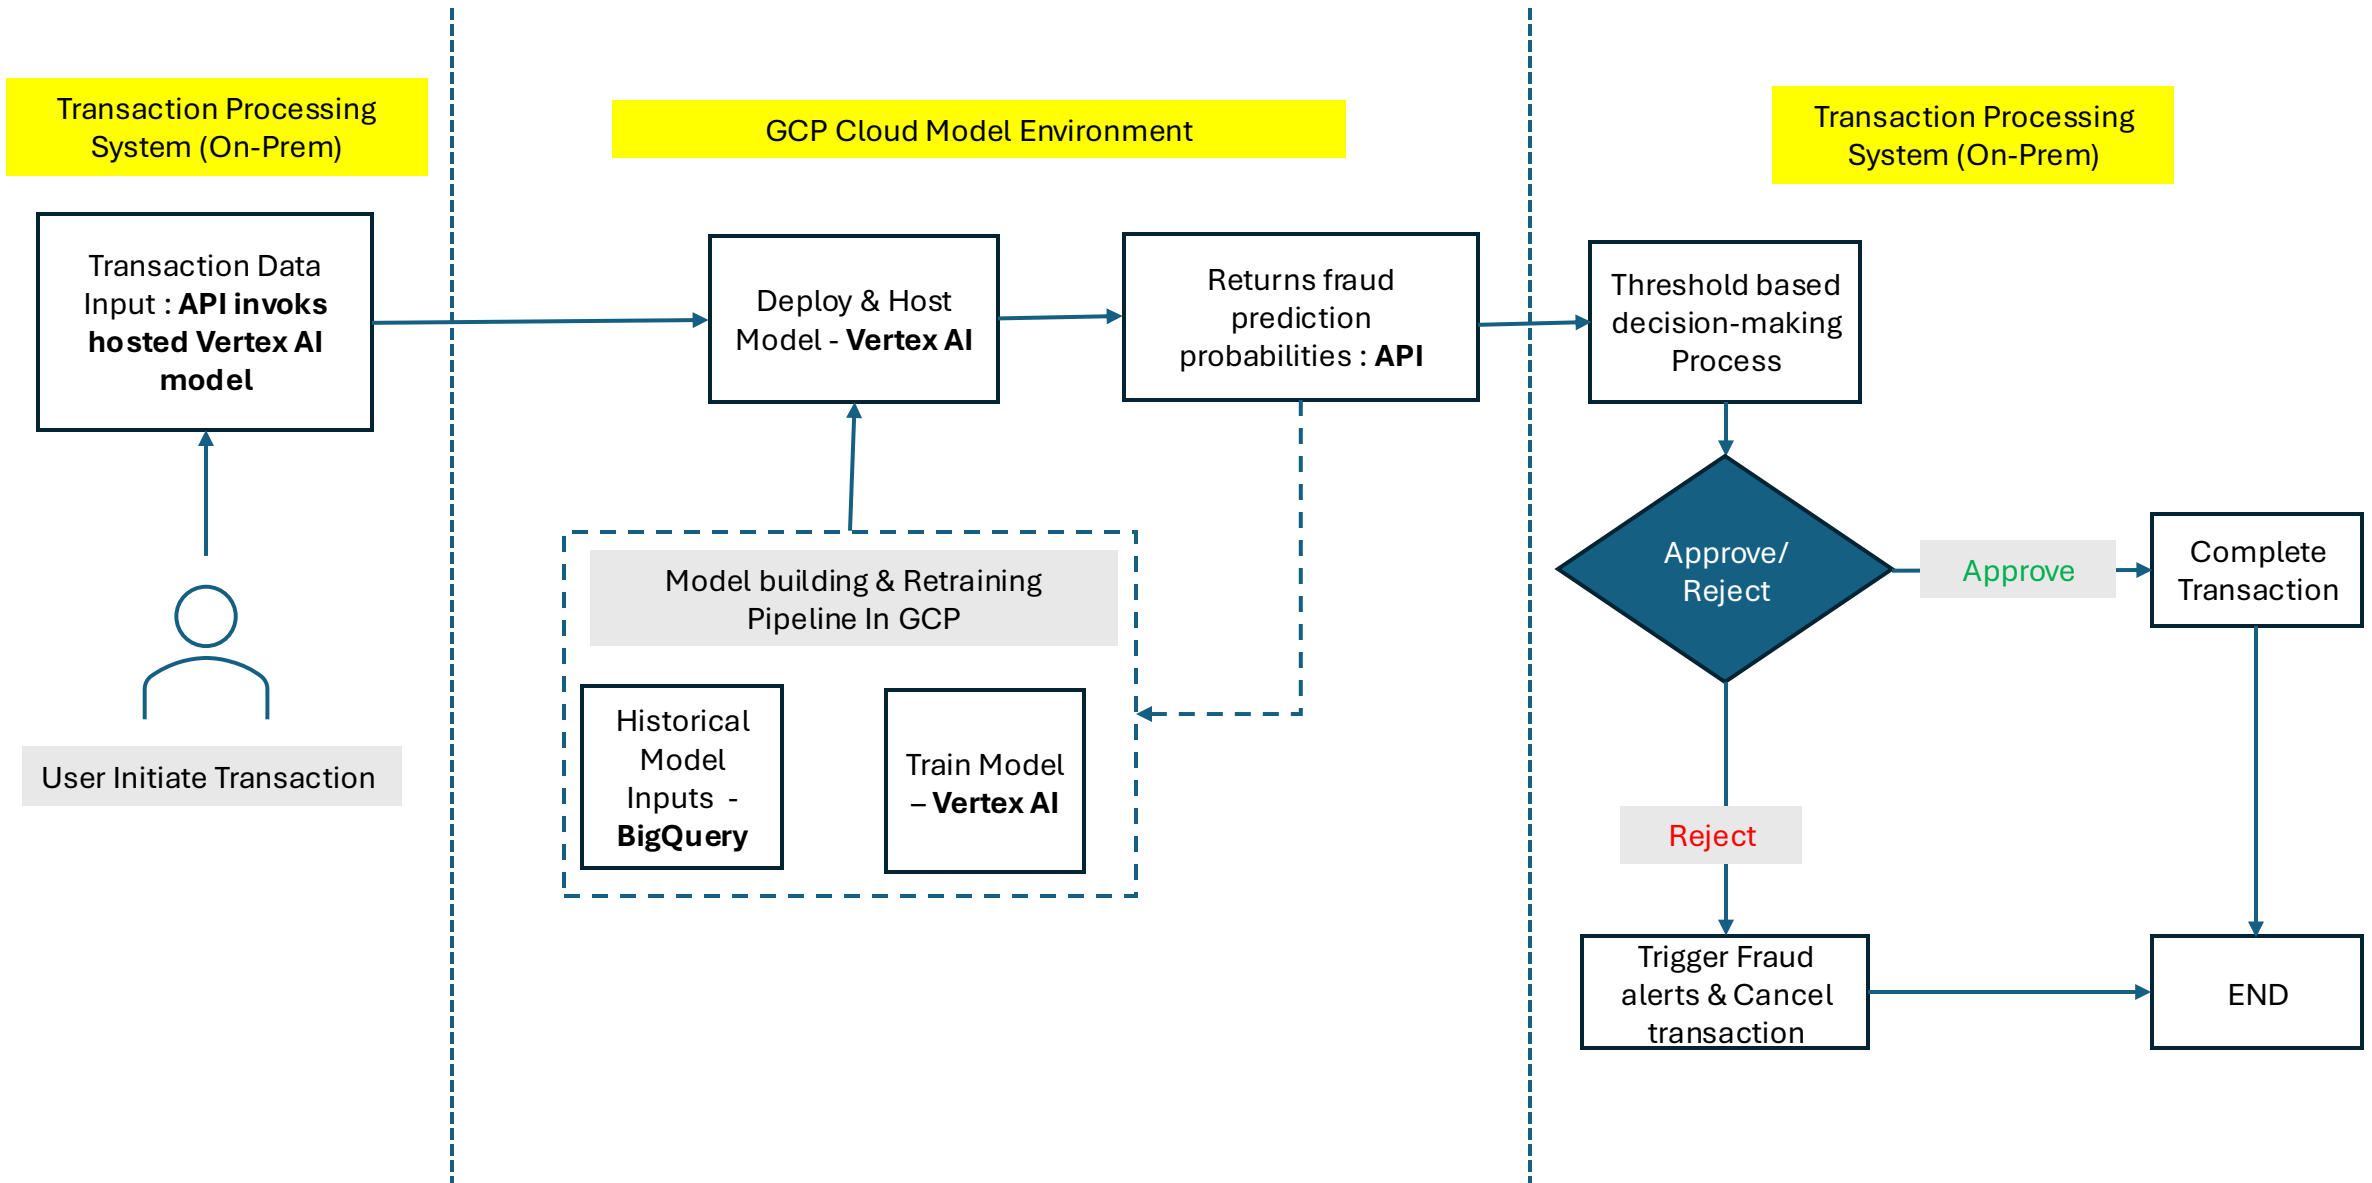 Transaction Processing
System (On-Prem)
GCP Cloud Model Environment
Transaction Processing
System (On-Prem)
Transaction Data
Input : API invoks
hosted Vertex AI
model
User Initiate Transaction
Deploy & Host
Model - Vertex AI
Returns fraud
prediction
probabilities : API
Model building & Retraining
Pipeline In GCP
Historical
Model
Inputs -
BigQuery
Train Model
– Vertex AI
Threshold based
decision-making
Process
Approve/
Reject
Approve
Complete
Transaction
Reject
Trigger Fraud
alerts & Cancel
transaction
END